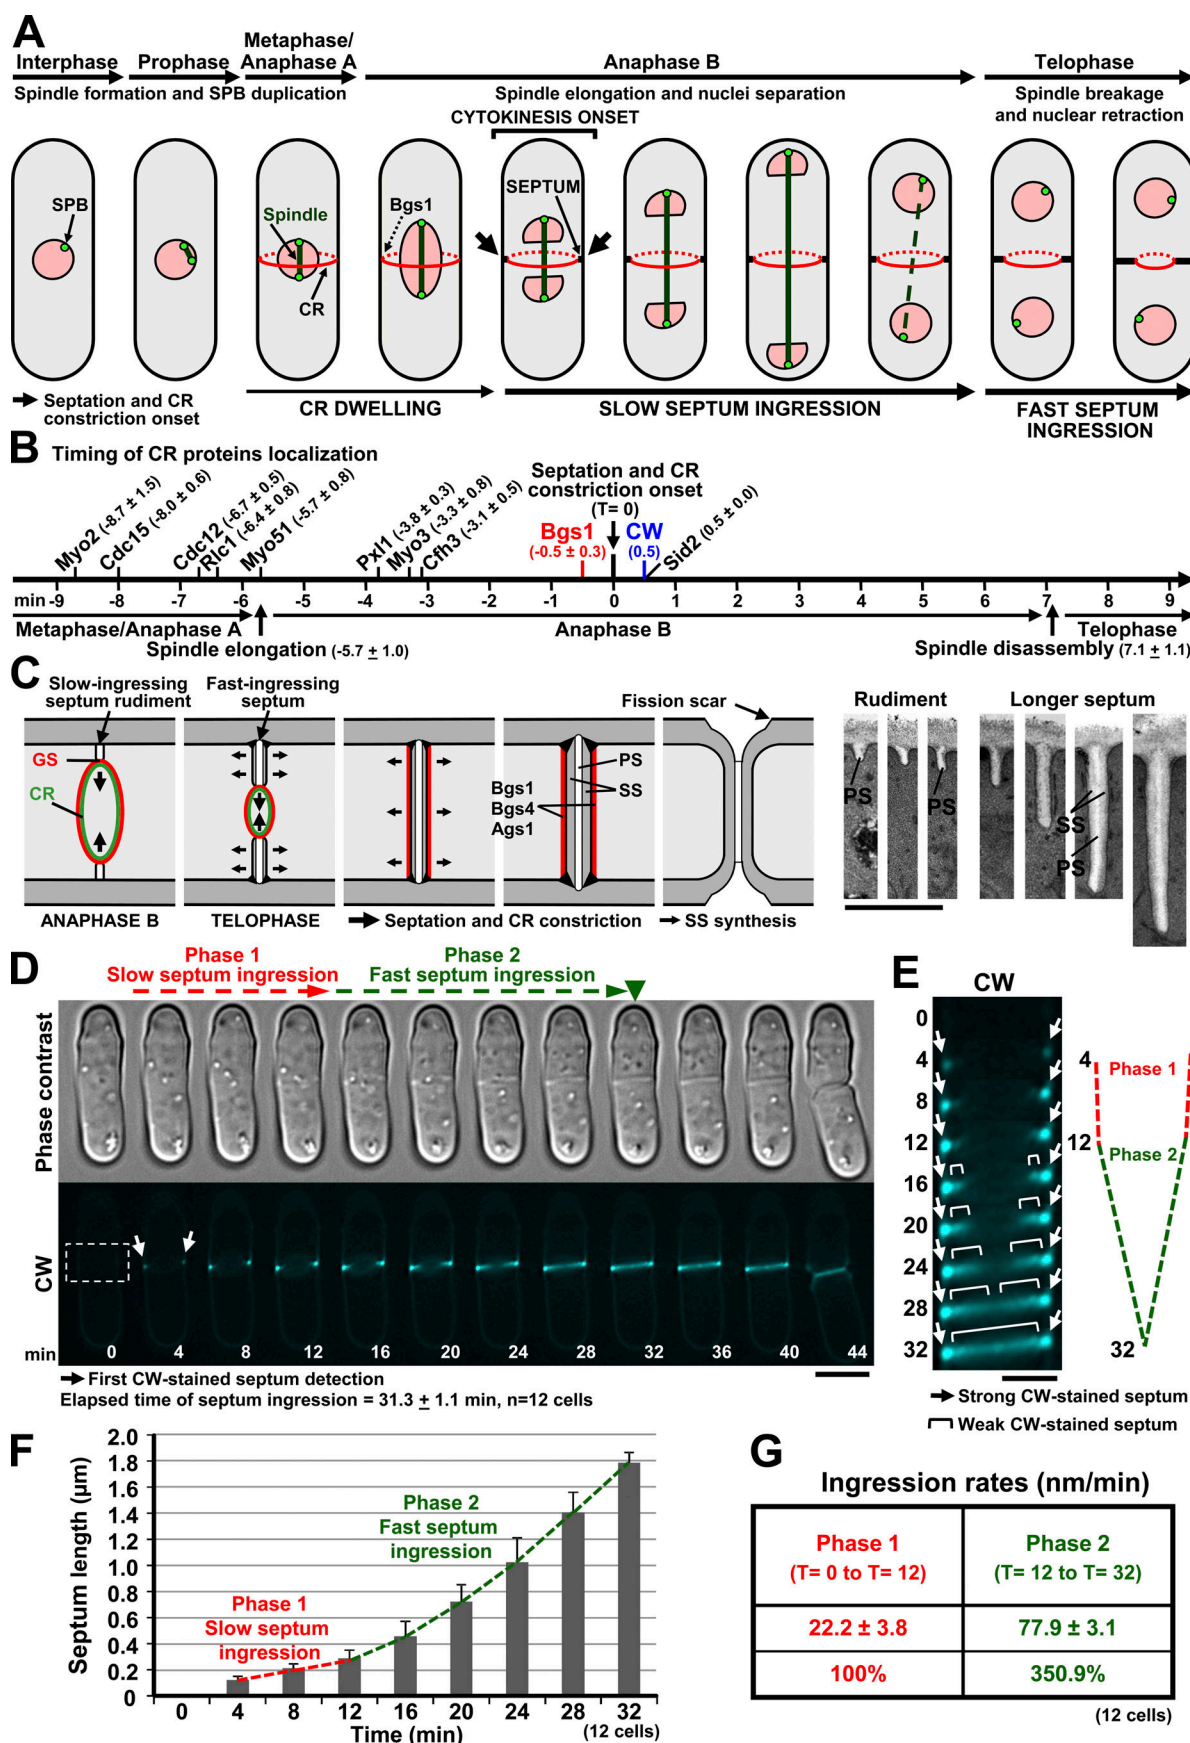 A
Interphase
Prophase
Metaphase/
Anaphase A
Anaphase B
Telophase
Spindle formation and SPB duplication
Spindle elongation and nuclei separation
Spindle breakage
and nuclear retraction
CYTOKINESIS ONSET
SPB
Spindle
CR
Bgs1
SEPTUM
Septation and CR
constriction onset
CR DWELLING
SLOW SEPTUM INGRESSION
FAST SEPTUM
INGRESSION
B
Timing of CR proteins localization
Myo2 (-8.7 ± 1.5)
Cdc15 (-8.0 ± 0.6)
Cdc12 (-6.7 ± 0.5)
Rlc1 (-6.4 ± 0.8)
Myo51 (-5.7 ± 0.8)
Pxl1 (-3.8 ± 0.3)
Myo3 (-3.3 ± 0.8)
Cfh3 (-3.1 ± 0.5)
Septation and CR
constriction onset
(T= 0)
Bgs1
(-0.5 ± 0.3)
CW
(0.5)
Sid2 (0.5 ± 0.0)
min -9 -8 -7 -6 -5 -4 -3 -2 -1 0 1 2 3 4 5 6 7 8 9
Metaphase/Anaphase A
Anaphase B
Telophase
Spindle elongation (-5.7 ± 1.0)
Spindle disassembly (7.1 ± 1.1)
C
Slow-ingressing
septum rudiment
Fast-ingressing
septum
Fission scar
GS
CR
PS
SS
Bgs1
Bgs4
Ags1
ANAPHASE B
TELOPHASE
Septation and CR constriction
SS synthesis
Rudiment
Longer septum
PS
PS
SS
PS
D
Phase 1
Slow septum ingression
Phase 2
Fast septum ingression
Phase contrast
CW
min 0 4 8 12 16 20 24 28 32 36 40 44
First CW-stained septum detection
Elapsed time of septum ingression = 31.3 ± 1.1 min, n=12 cells
E
CW
0
4
8
12
16
20
24
28
32
4
Phase 1
12
Phase 2
32
Strong CW-stained septum
Weak CW-stained septum
F
Septum length (µm)
2.0
1.8
1.6
1.4
1.2
1.0
0.8
0.6
0.4
0.2
0
Phase 2
Fast septum
ingression
Phase 1
Slow septum
ingression
0 4 8 12 16 20 24 28 32
Time (min)
(12 cells)
G
Ingression rates (nm/min)
Phase 1
(T= 0 to T= 12)
Phase 2
(T= 12 to T= 32)
22.2 ± 3.8
77.9 ± 3.1
100%
350.9%
(12 cells)